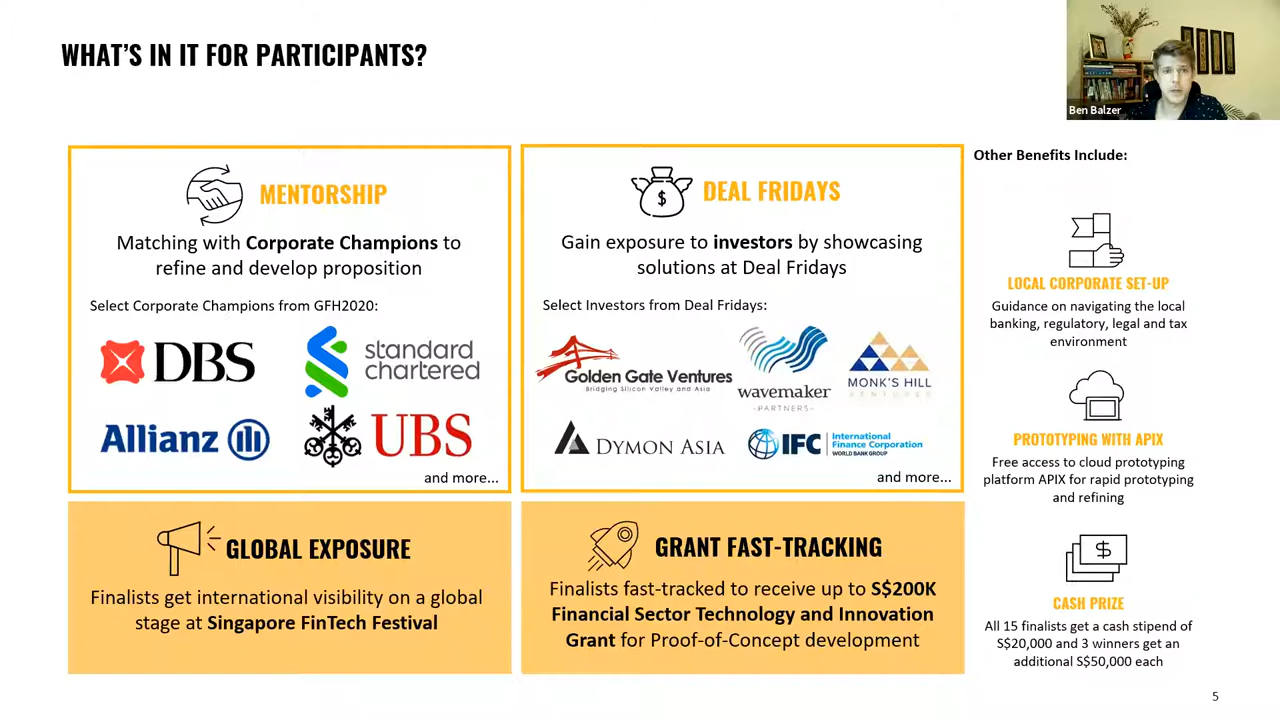 WHAT'S IN IT FOR PARTICIPANTS?
Ben Balzer
MENTORSHIP
Matching with Corporate Champions to
refine and develop proposition
Select Corporate Champions from GFH2020:
DBS
standard
chartered
Allianz
UBS
and more...
DEAL FRIDAYS
Gain exposure to investors by showcasing
solutions at Deal Fridays
Select Investors from Deal Fridays:
Golden Gate Ventures
Bridging Silicon Valley and Asia
wavemaker
-PARTNERS-
MONK'S HILL
VENTURES
DYMON ASIA
IFC
International
Finance Corporation
WORLD BANK GROUP
and more...
GLOBAL EXPOSURE
Finalists get international visibility on a global
stage at Singapore FinTech Festival
GRANT FAST-TRACKING
Finalists fast-tracked to receive up to S$200K
Financial Sector Technology and Innovation
Grant for Proof-of-Concept development
Other Benefits Include:
LOCAL CORPORATE SET-UP
Guidance on navigating the local
banking, regulatory, legal and tax
environment
PROTOTYPING WITH APIX
Free access to cloud prototyping
platform APIX for rapid prototyping
and refining
CASH PRIZE
All 15 finalists get a cash stipend of
S$20,000 and 3 winners get an
additional S$50,000 each
5